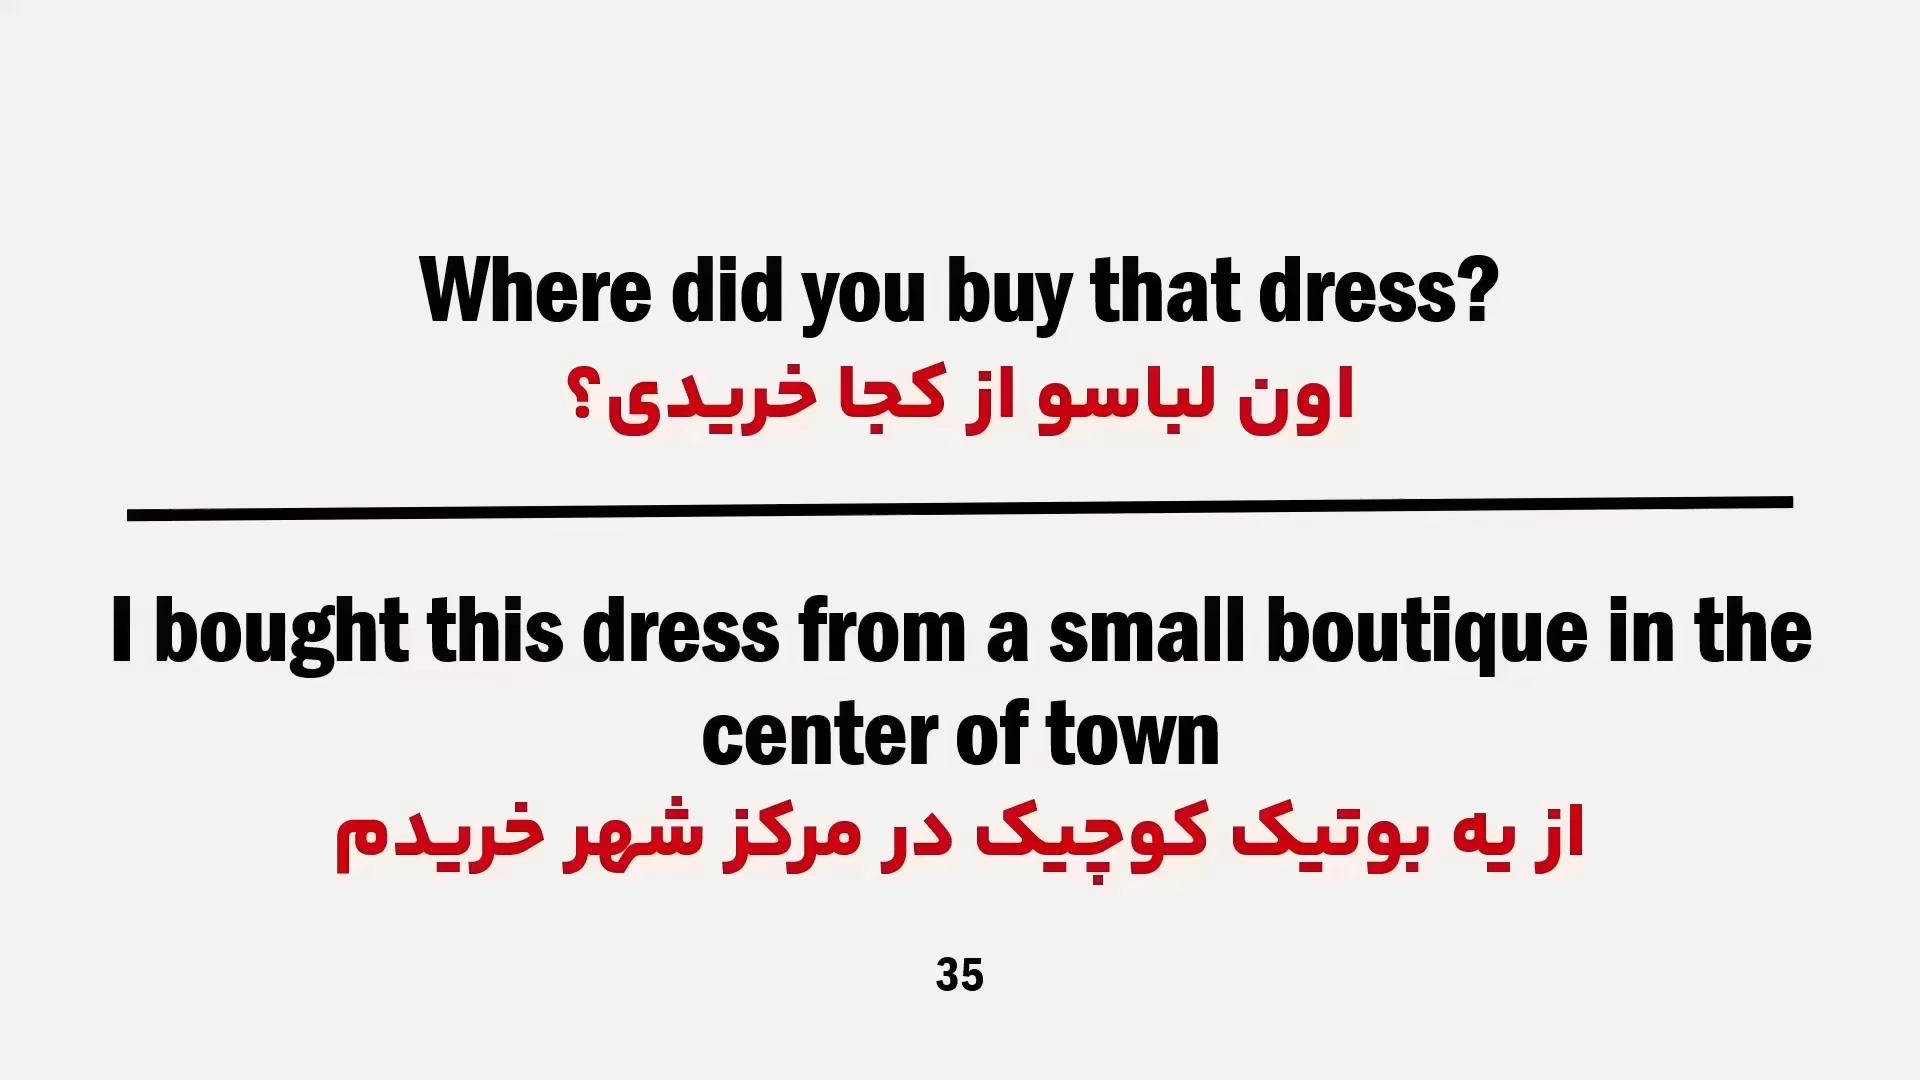 Where did you buy that dress?
اون لباسو از کجا خریدی؟
I bought this dress from a small boutique in the
center of town
از یه بوتیک کوچیک در مرکز شهر خریدم
35